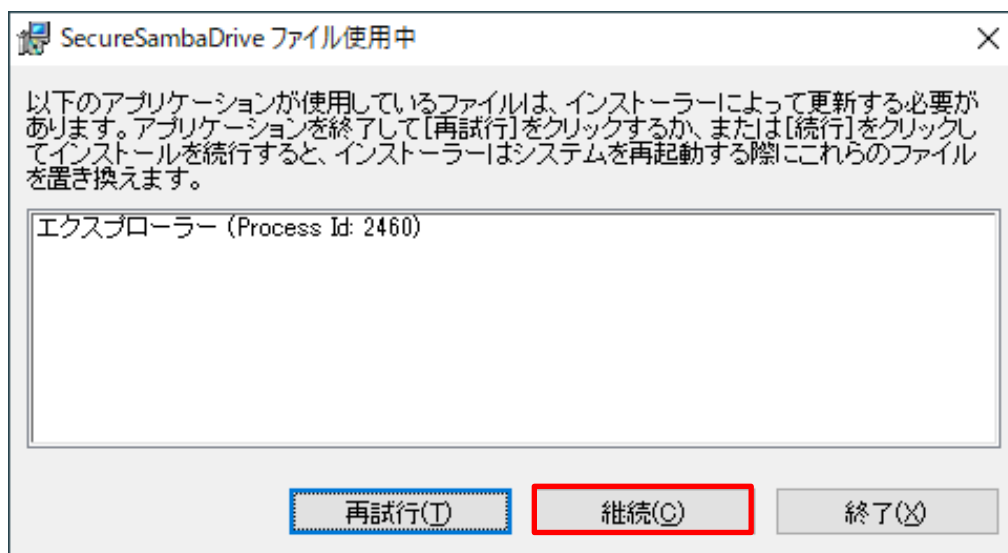 SecureSambaDrive ファイル使用中
以下のアプリケーションが使用しているファイルは、インストーラーによって更新する必要が
あります。アプリケーションを終了して[再試行]をクリックするか、または[続行]をクリックし
てインストールを続行すると、インストーラーはシステムを再起動する際にこれらのファイル
を置き換えます。
エクスプローラー (Process Id: 2460)
再試行(T) 継続(C) 終了(X)